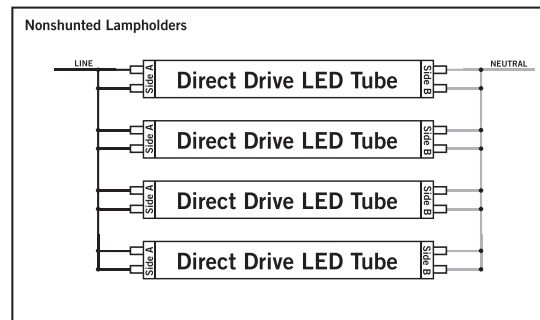 Nonshunted Lampholders
LINE
NEUTRAL
Side A
Direct Drive LED Tube
Side B
Side A
Direct Drive LED Tube
Side B
Side A
Direct Drive LED Tube
Side B
Side A
Direct Drive LED Tube
Side B